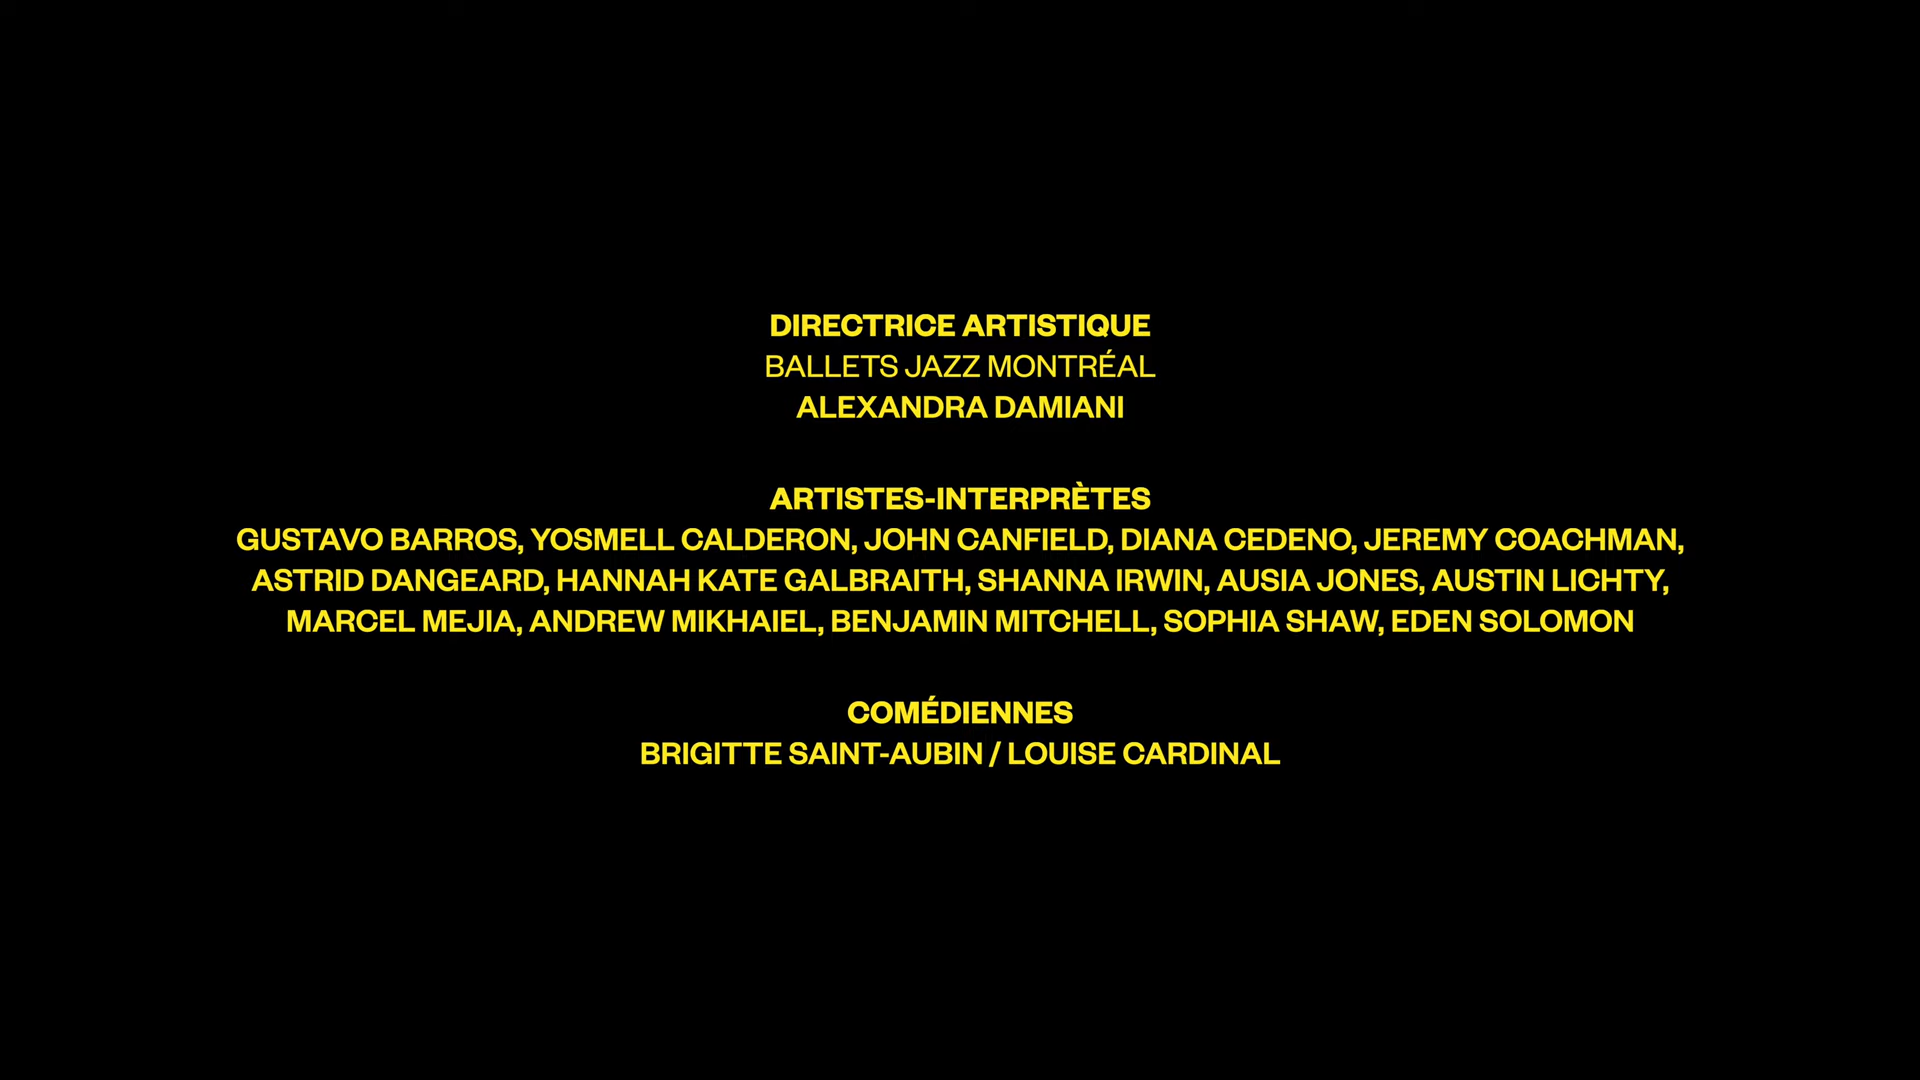 DIRECTRICE ARTISTIQUE
BALLETS JAZZ MONTRÉAL
ALEXANDRA DAMIANI
ARTISTES-INTERPRÈTES
GUSTAVO BARROS, YOSMELL CALDERON, JOHN CANFIELD, DIANA CEDENO, JEREMY COACHMAN,
ASTRID DANGEARD, HANNAH KATE GALBRAITH, SHANNA IRWIN, AUSIA JONES, AUSTIN LICHTY,
MARCEL MEJIA, ANDREW MIKHAIEL, BENJAMIN MITCHELL, SOPHIA SHAW, EDEN SOLOMON
COMÉDIENNES
BRIGITTE SAINT-AUBIN / LOUISE CARDINAL